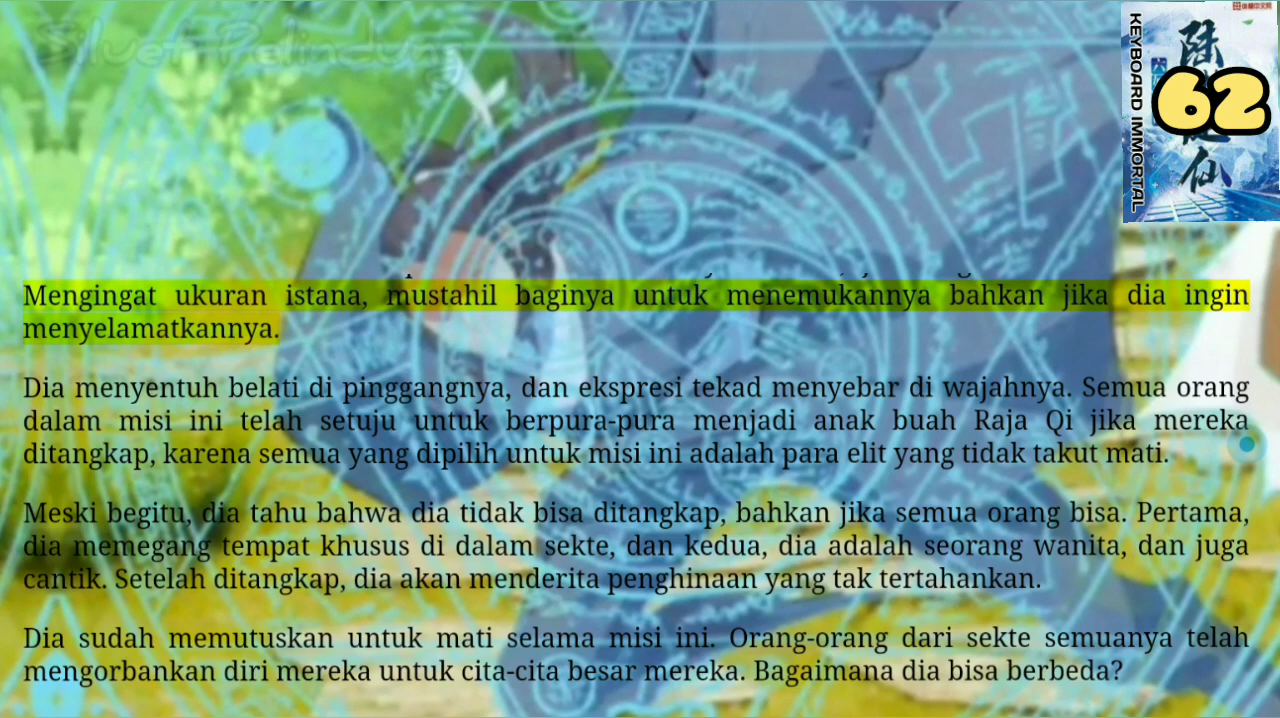 Siluet Pelindung
KEYBOARD IMMORTAL
62
Mengingat ukuran istana, mustahil baginya untuk menemukannya bahkan jika dia ingin
menyelamatkannya.
Dia menyentuh belati di pinggangnya, dan ekspresi tekad menyebar di wajahnya. Semua orang
dalam misi ini telah setuju untuk berpura-pura menjadi anak buah Raja Qi jika mereka
ditangkap, karena semua yang dipilih untuk misi ini adalah para elit yang tidak takut mati.
Meski begitu, dia tahu bahwa dia tidak bisa ditangkap, bahkan jika semua orang bisa. Pertama,
dia memegang tempat khusus di dalam sekte, dan kedua, dia adalah seorang wanita, dan juga
cantik. Setelah ditangkap, dia akan menderita penghinaan yang tak tertahankan.
Dia sudah memutuskan untuk mati selama misi ini. Orang-orang dari sekte semuanya telah
mengorbankan diri mereka untuk cita-cita besar mereka. Bagaimana dia bisa berbeda?